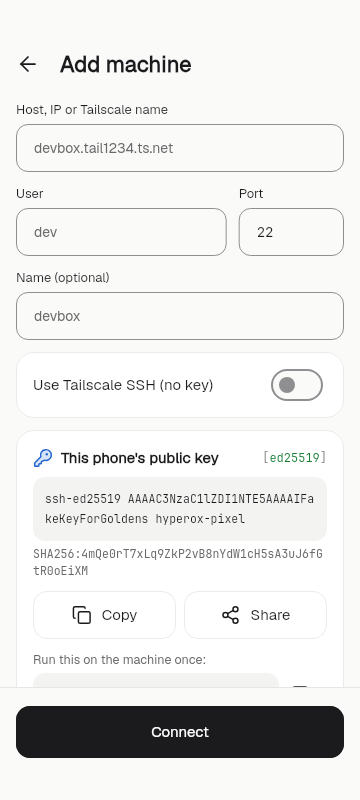 Add machine
Host, IP or Tailscale name
devbox.tail1234.ts.net
User
Port
dev
22
Name (optional)
devbox
Use Tailscale SSH (no key)
This phone's public key
[ed25519]
ssh-ed25519 AAAAC3NzaC1lZDI1NTE5AAAAIFa
keKeyForGoldens hyperox-pixel
SHA256:4mQe0rT7xLq9ZkP2vB8nYdW1cH5sA3uJ6fG
tR0oEiXM
Copy
Share
Run this on the machine once:
Connect